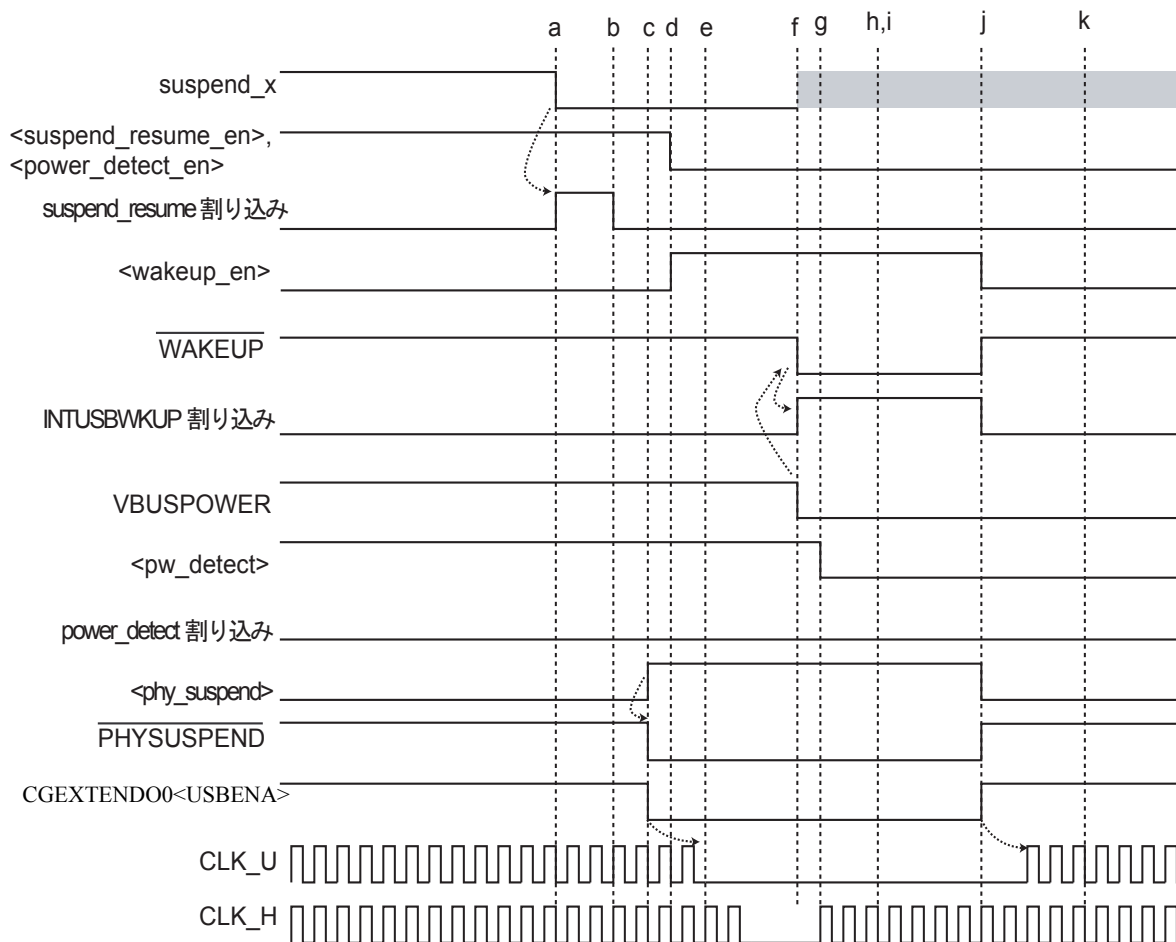 a b c d e f g h,i j k
suspend_x
<suspend_resume_en>,
<power_detect_en>
suspend_resume 割り込み
<wakeup_en>
WAKEUP
INTUSBWKUP 割り込み
VBUSPOWER
<pw_detect>
power_detect 割り込み
<phy_suspend>
PHYSUSPEND
CGEXTENDO0<USBENA>
CLK_U
CLK_H